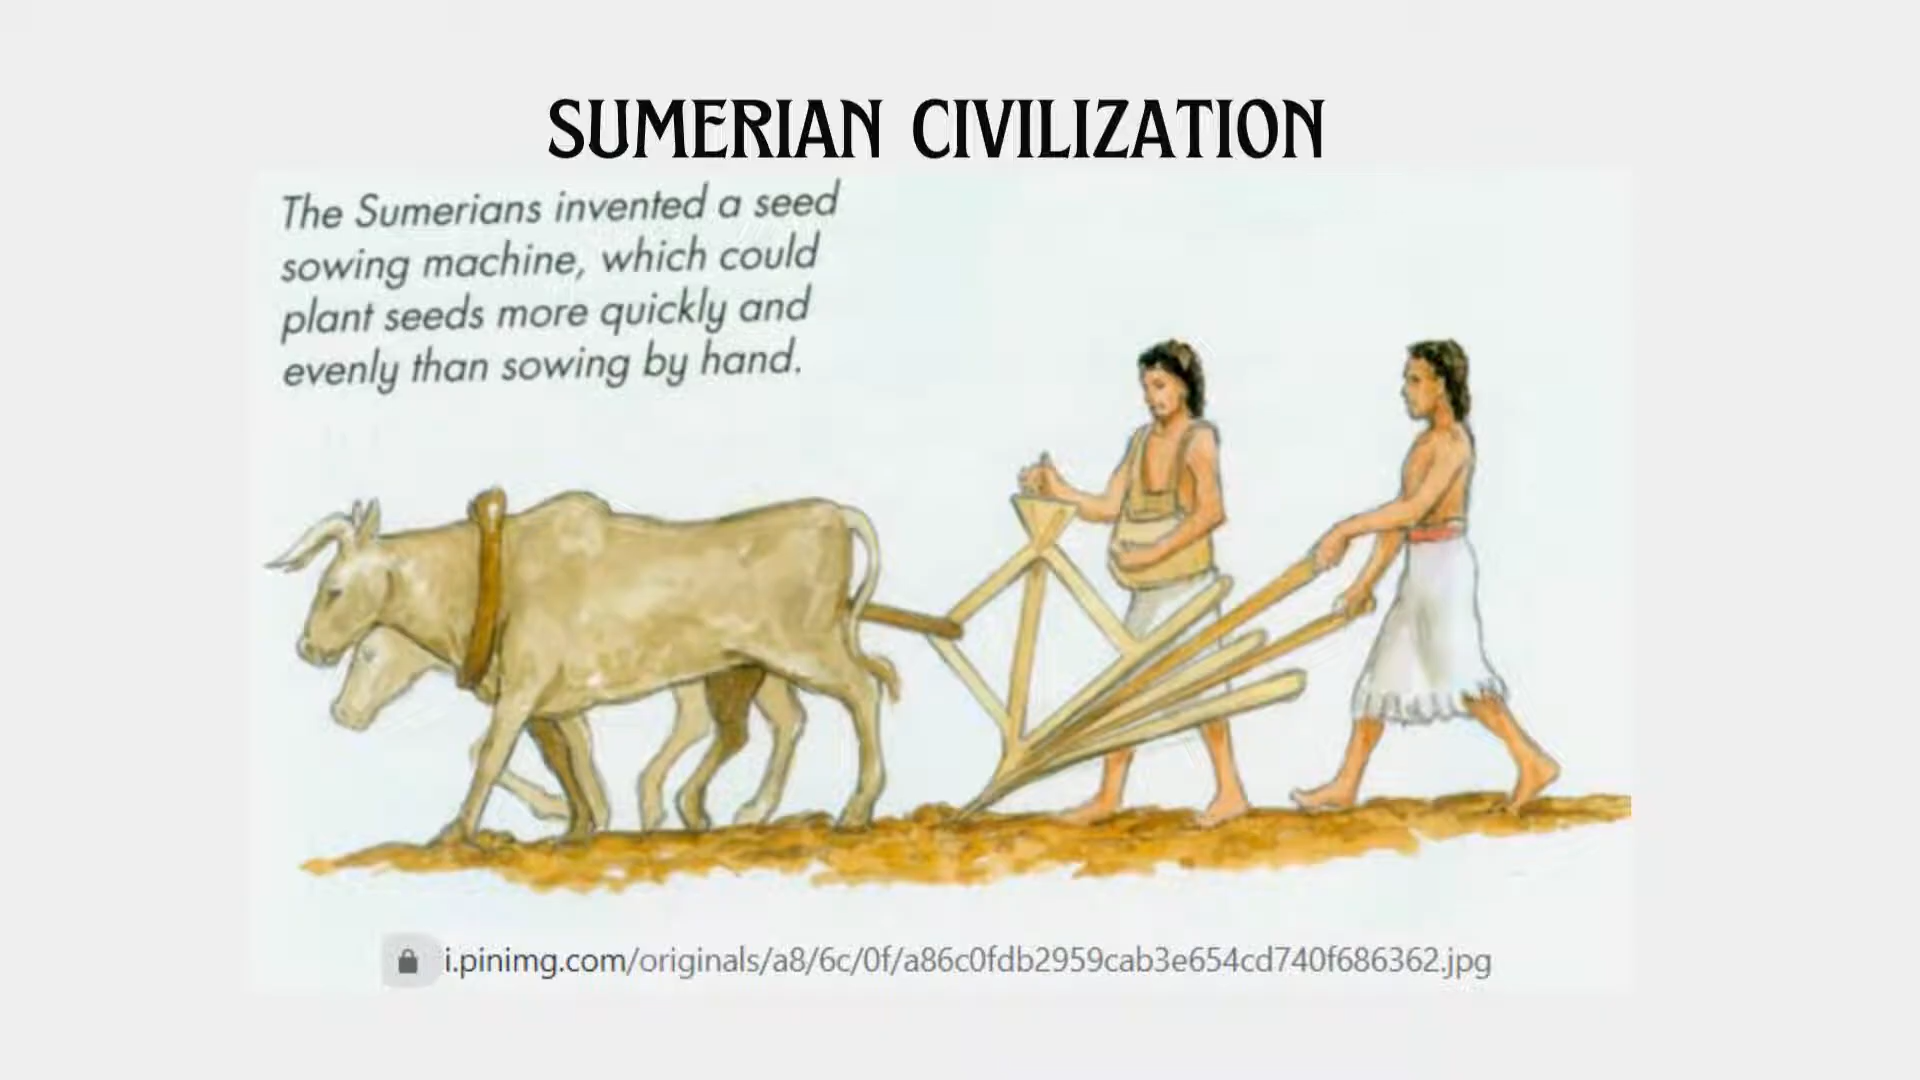 SUMERIAN CIVILIZATION
The Sumerians invented a seed
sowing machine, which could
plant seeds more quickly and
evenly than sowing by hand.
i.pinimg.com/originals/a8/6c/0f/a86c0fdb2959cab3e654cd740f686362.jpg